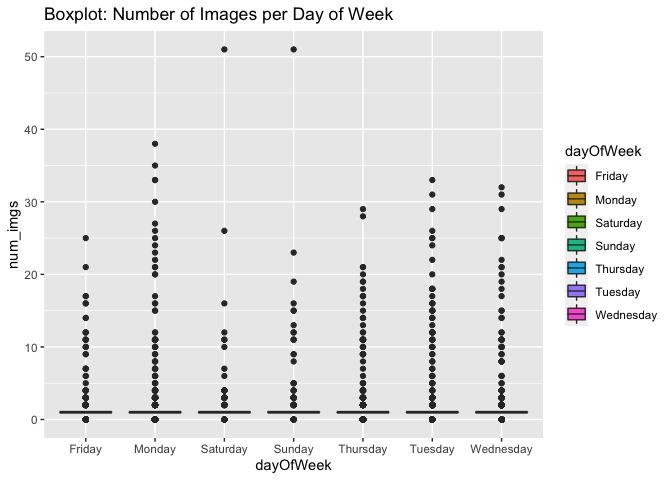 Boxplot: Number of Images per Day of Week
num_imgs
50
40
30
20
10
0
Friday Monday Saturday Sunday Thursday Tuesday Wednesday
dayOfWeek
dayOfWeek
Friday
Monday
Saturday
Sunday
Thursday
Tuesday
Wednesday